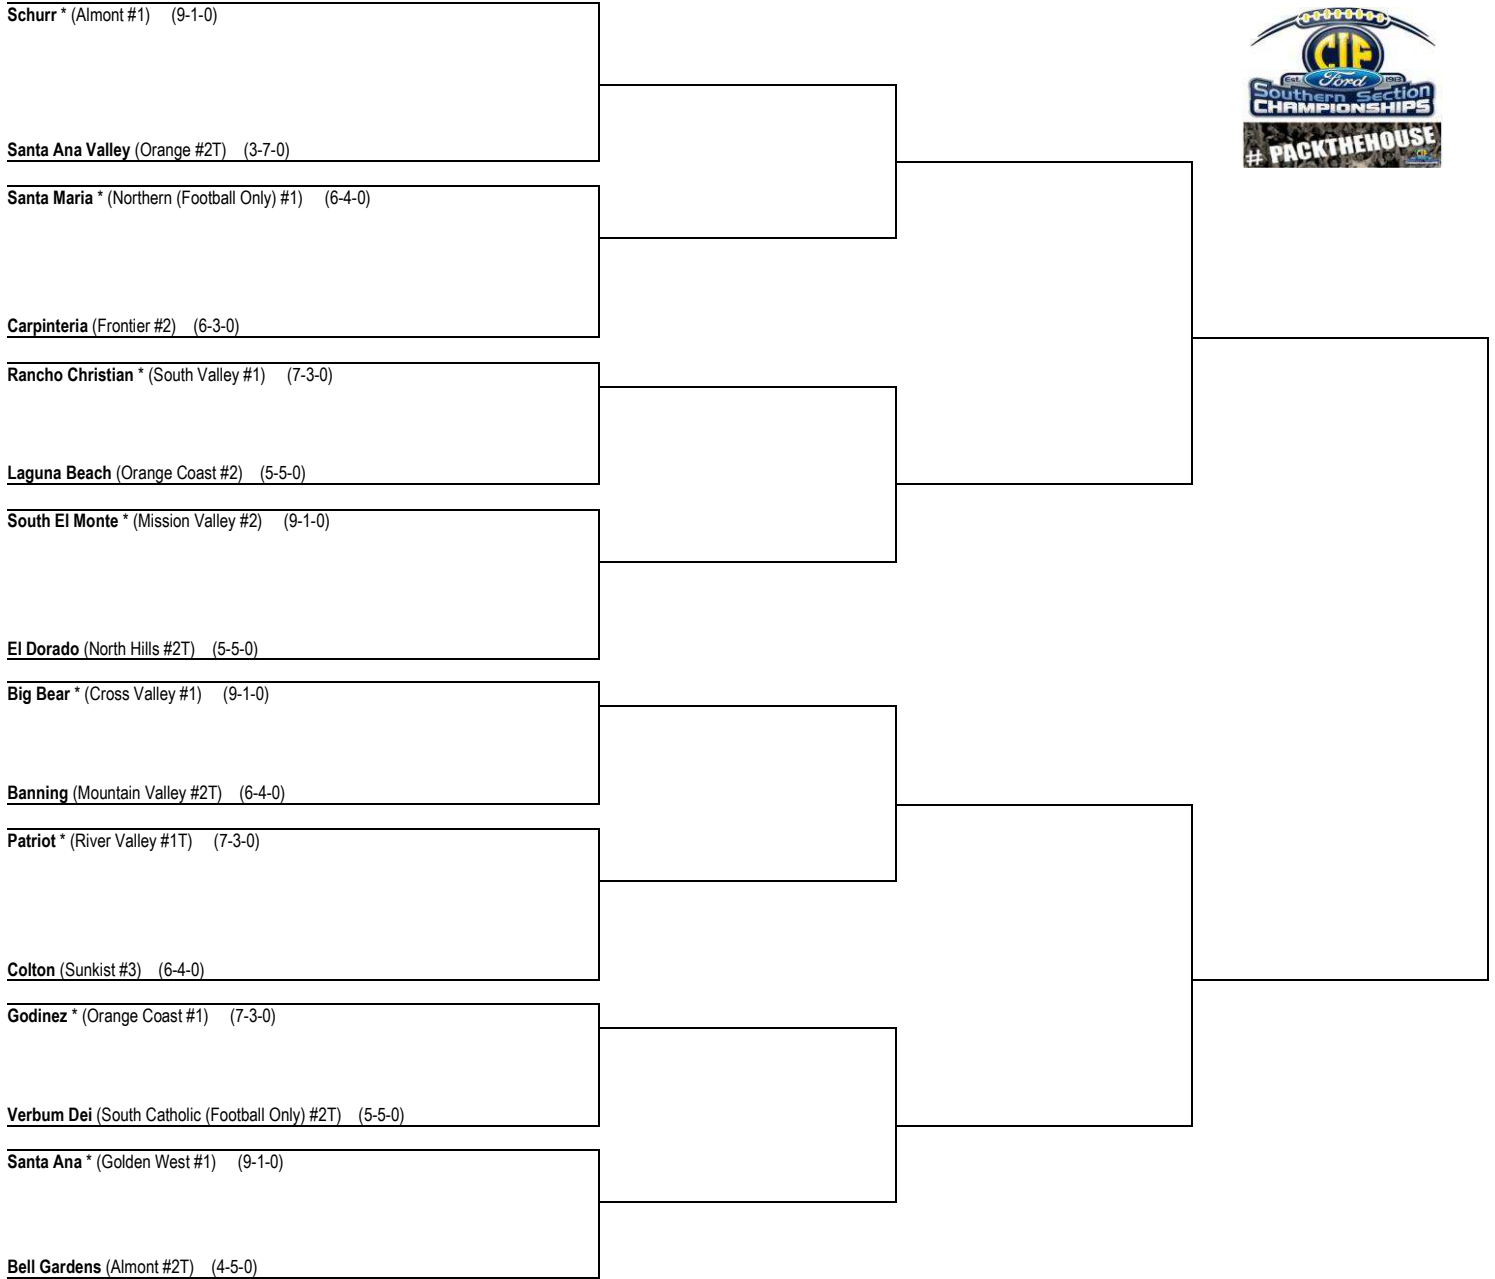 Schurr * (Almont #1) (9-1-0)
CIF
Est. Ford 1913
Southern Section
CHAMPIONSHIPS
# PACKTHEHOUSE
Santa Ana Valley (Orange #2T) (3-7-0)
Santa Maria * (Northern (Football Only) #1) (6-4-0)
Carpinteria (Frontier #2) (6-3-0)
Rancho Christian * (South Valley #1) (7-3-0)
Laguna Beach (Orange Coast #2) (5-5-0)
South El Monte * (Mission Valley #2) (9-1-0)
El Dorado (North Hills #2T) (5-5-0)
Big Bear * (Cross Valley #1) (9-1-0)
Banning (Mountain Valley #2T) (6-4-0)
Patriot * (River Valley #1T) (7-3-0)
Colton (Sunkist #3) (6-4-0)
Godinez * (Orange Coast #1) (7-3-0)
Verbum Dei (South Catholic (Football Only) #2T) (5-5-0)
Santa Ana * (Golden West #1) (9-1-0)
Bell Gardens (Almont #2T) (4-5-0)